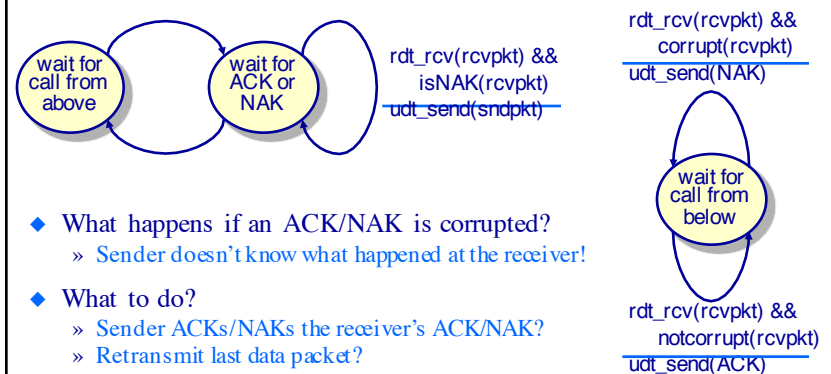 wait for
call from
above
wait for
ACK or
NAK
rdt_rcv(rcvpkt) &&
isNAK(rcvpkt)
udt_send(sndpkt)
rdt_rcv(rcvpkt) &&
corrupt(rcvpkt)
udt_send(NAK)
wait for
call from
below
rdt_rcv(rcvpkt) &&
notcorrupt(rcvpkt)
udt_send(ACK)
◆ What happens if an ACK/NAK is corrupted?
» Sender doesn't know what happened at the receiver!
◆ What to do?
» Sender ACKs/NAKs the receiver's ACK/NAK?
» Retransmit last data packet?